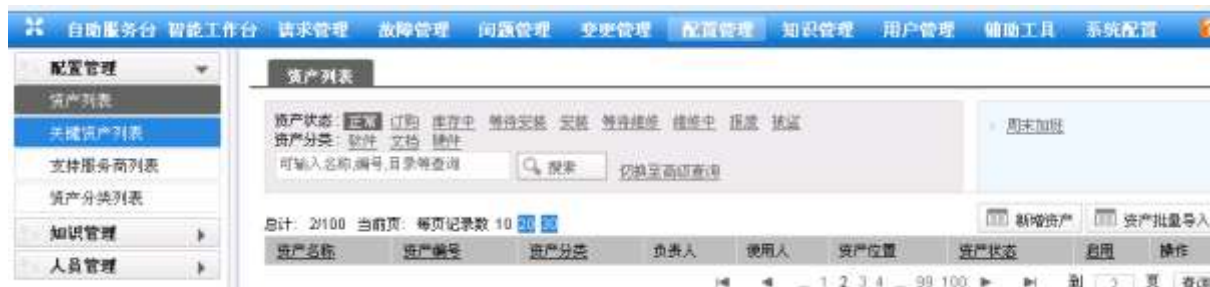 自助服务台 智能工作台 请求管理 故障管理 问题管理 变更管理 配置管理 知识管理 用户管理 辅助工具 系统配置
配置管理
资产列表
关键资产列表
支持服务商列表
资产分类列表
知识管理
人员管理
资产列表
资产状态: 正常 订购 库存中 等待安装 安装 等待维修 维修中 报废 被盗
资产分类: 软件 文档 硬件
可输入名称,编号,目录等查询 搜索 切换至高级查询
周末加班
总计: 2/100 当前页: 每页记录数 10 20 30
新增资产 资产批量导入
资产名称 资产编号 资产分类 负责人 使用人 资产位置 资产状态 启用 操作
... 1 2 3 4 ... 99 100 到 2 页 查询